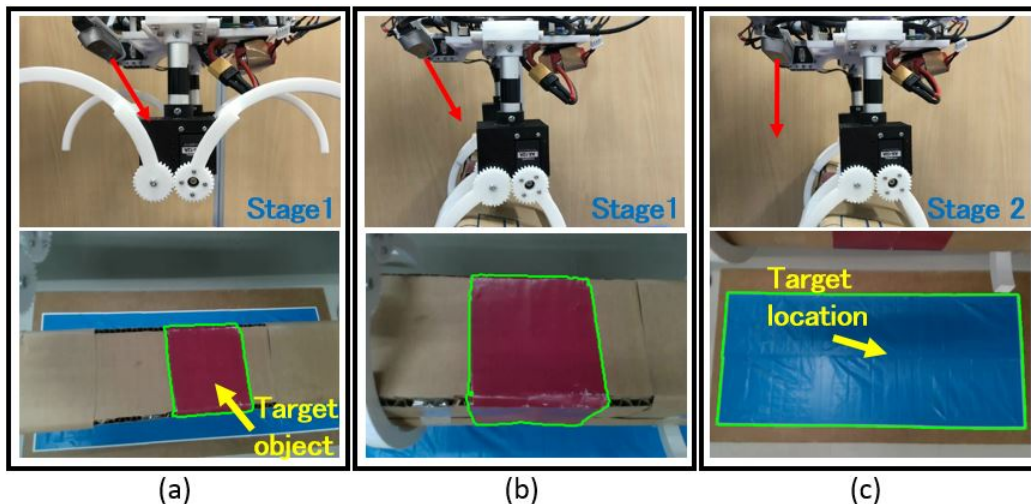 Stage1
Stage1
Stage 2
Target
object
Target
location
(a)
(b)
(c)